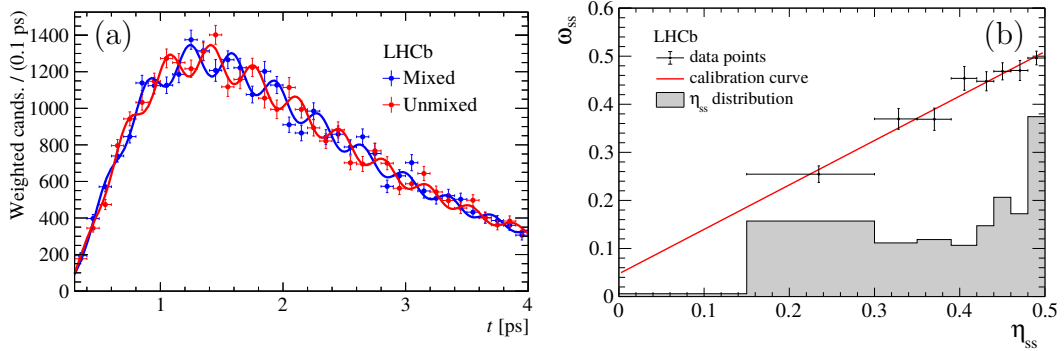 (a)
LHCb
Mixed
Unmixed
Weighted cands. / (0.1 ps)
1400
1200
1000
800
600
400
200
0
1 2 3 4
t [ps]
(b)
LHCb
data points
calibration curve
η_ss distribution
ω_ss
0.6
0.5
0.4
0.3
0.2
0.1
0.0
0 0.1 0.2 0.3 0.4 0.5
η_ss